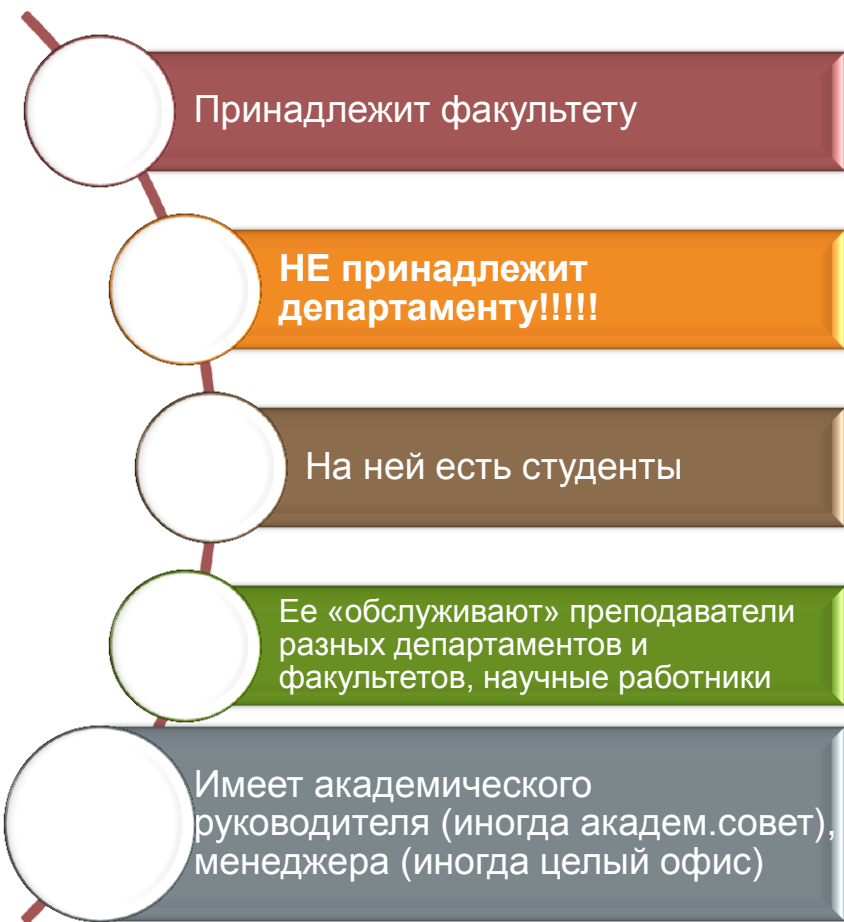 Принадлежит факультету
НЕ принадлежит
департаменту!!!!!
На ней есть студенты
Ее «обслуживают» преподаватели
разных департаментов и
факультетов, научные работники
Имеет академического
руководителя (иногда академ.совет),
менеджера (иногда целый офис)